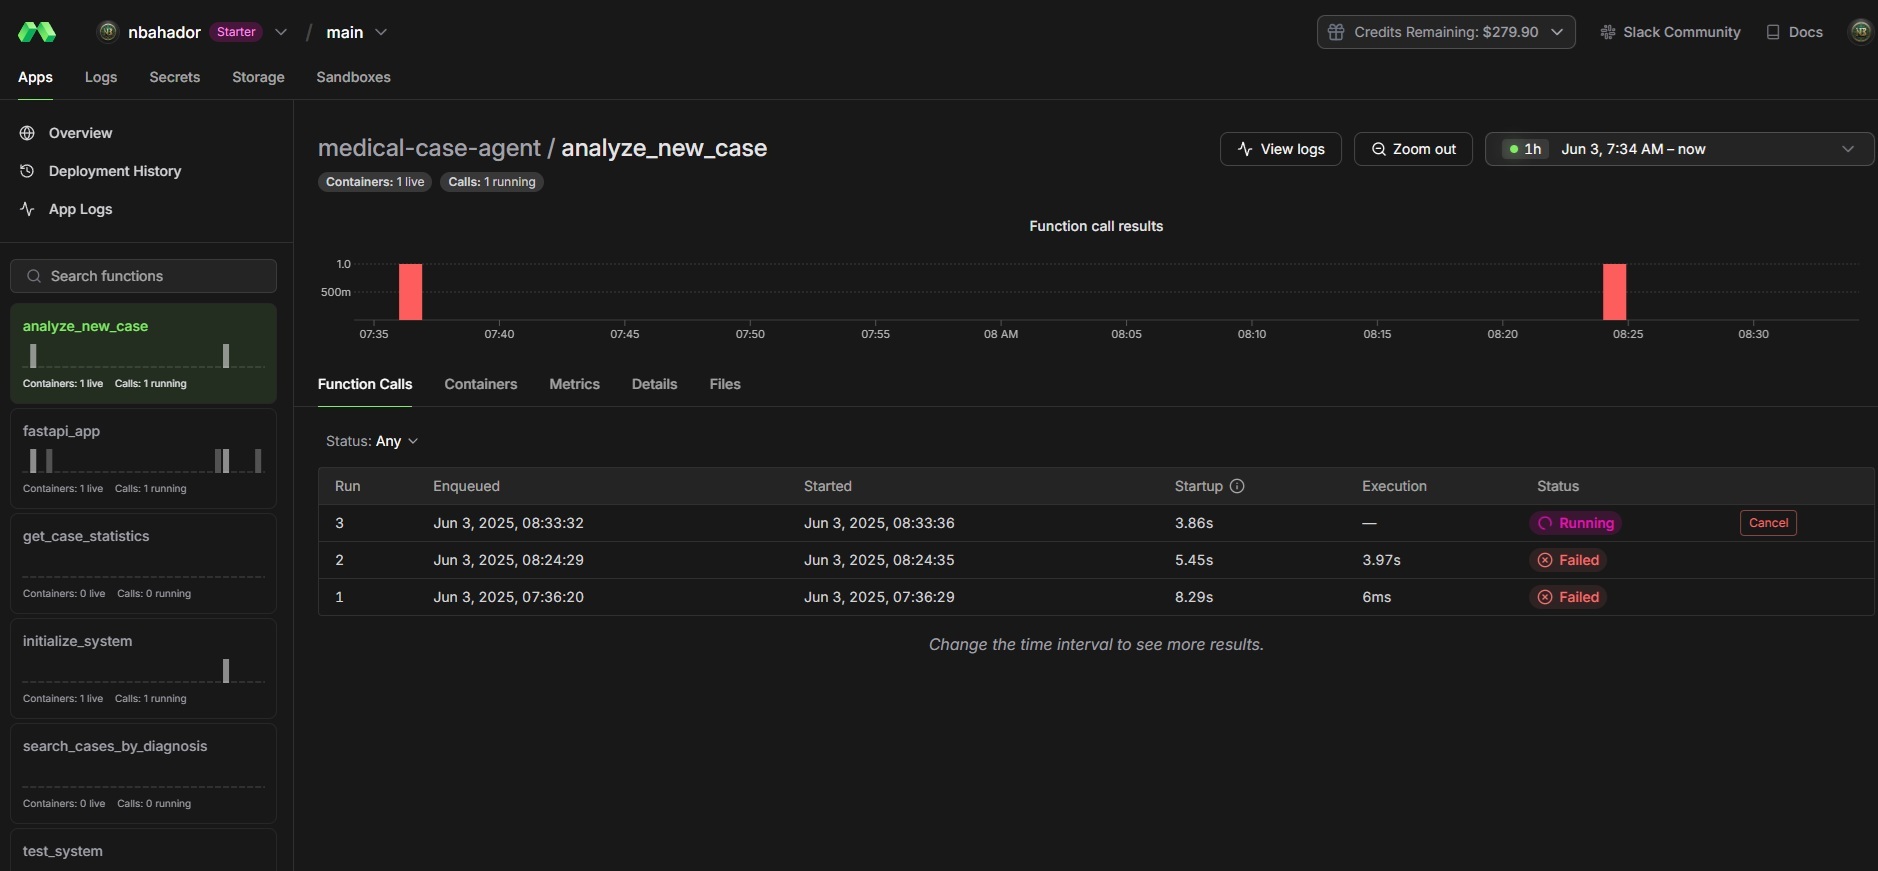 nbahador Starter / main Credits Remaining: $279.90 Slack Community Docs
Apps Logs Secrets Storage Sandboxes
Overview
Deployment History
App Logs
Search functions
analyze_new_case
Containers: 1 live Calls: 1 running
fastapi_app
Containers: 1 live Calls: 1 running
get_case_statistics
Containers: 0 live Calls: 0 running
initialize_system
Containers: 1 live Calls: 1 running
search_cases_by_diagnosis
Containers: 0 live Calls: 0 running
test_system
medical-case-agent / analyze_new_case View logs Zoom out 1h Jun 3, 7:34 AM – now
Containers: 1 live Calls: 1 running
Function call results
1.0
500m
07:35 07:40 07:45 07:50 07:55 08 AM 08:05 08:10 08:15 08:20 08:25 08:30
Function Calls Containers Metrics Details Files
Status: Any
Run Enqueued Started Startup Execution Status
3 Jun 3, 2025, 08:33:32 Jun 3, 2025, 08:33:36 3.86s — Running Cancel
2 Jun 3, 2025, 08:24:29 Jun 3, 2025, 08:24:35 5.45s 3.97s Failed
1 Jun 3, 2025, 07:36:20 Jun 3, 2025, 07:36:29 8.29s 6ms Failed
Change the time interval to see more results.